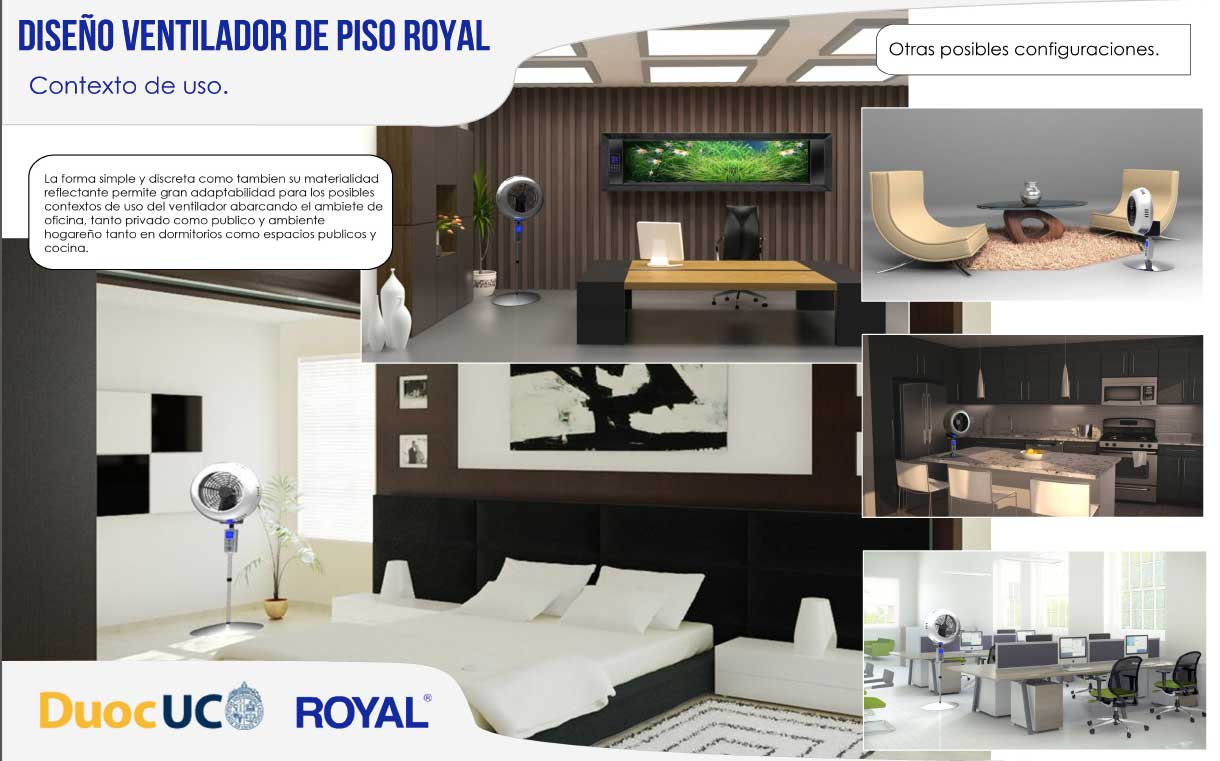 DISEÑO VENTILADOR DE PISO ROYAL
Contexto de uso.
Otras posibles configuraciones.
La forma simple y discreta como tambien su materialidad
reflectante permite gran adaptabilidad para los posibles
contextos de uso del ventilador abarcando el ambiete de
oficina, tanto privado como publico y ambiente
hogareño tanto en dormitorios como espacios publicos y
cocina.
DuocUC
ROYAL®